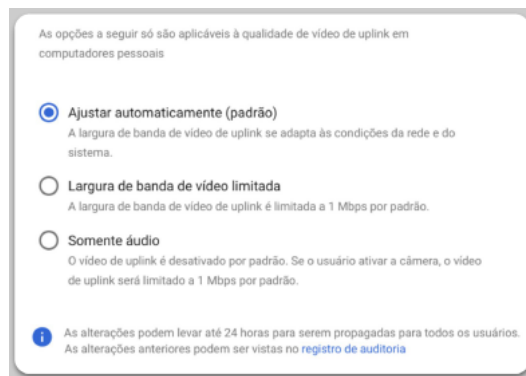 As opções a seguir só são aplicáveis à qualidade de vídeo de uplink em
computadores pessoais
Ajustar automaticamente (padrão)
A largura de banda de vídeo de uplink se adapta às condições da rede e do
sistema.
Largura de banda de vídeo limitada
A largura de banda de vídeo de uplink é limitada a 1 Mbps por padrão.
Somente áudio
O vídeo de uplink é desativado por padrão. Se o usuário ativar a câmera, o vídeo
de uplink será limitado a 1 Mbps por padrão.
As alterações podem levar até 24 horas para serem propagadas para todos os usuários.
As alterações anteriores podem ser vistas no registro de auditoria